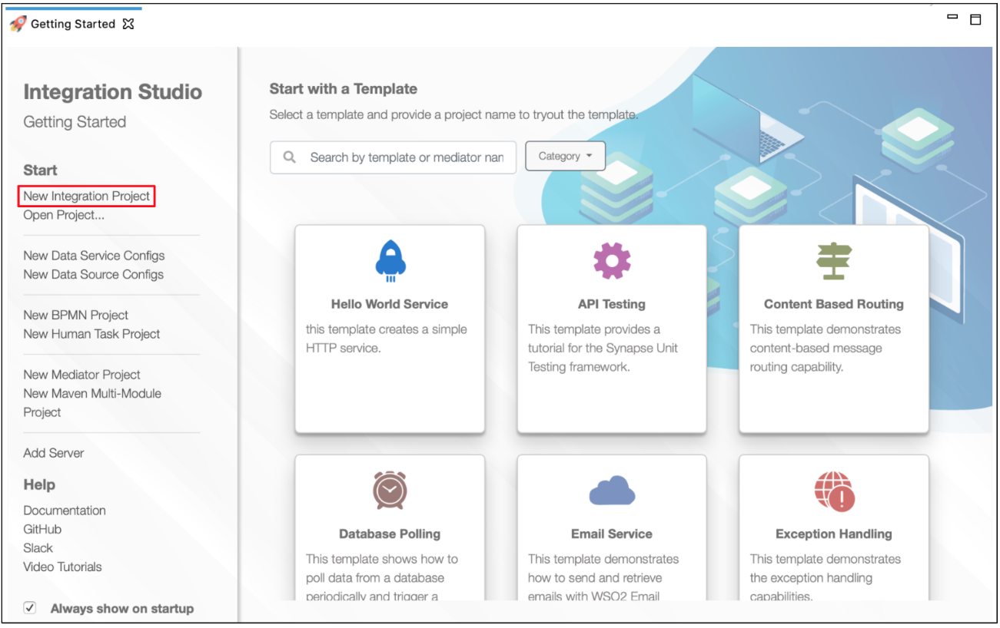 Getting Started
Integration Studio
Getting Started
Start
New Integration Project
Open Project...
New Data Service Configs
New Data Source Configs
New BPMN Project
New Human Task Project
New Mediator Project
New Maven Multi-Module
Project
Add Server
Help
Documentation
GitHub
Slack
Video Tutorials
Always show on startup
Start with a Template
Select a template and provide a project name to tryout the template.
Search by template or mediator nan
Category
Hello World Service
this template creates a simple
HTTP service.
API Testing
This template provides a
tutorial for the Synapse Unit
Testing framework.
Content Based Routing
This template demonstrates
content-based message
routing capability.
Database Polling
This template shows how to
poll data from a database
periodically and trigger a
Email Service
This template demonstrates
how to send and retrieve
emails with WSO2 Email
Exception Handling
This template demonstrates
the exception handling
capabilities.